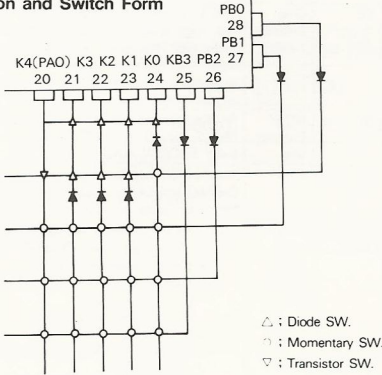 on and Switch Form
PB0
28
PB1
27
K4(PAO) K3 K2 K1 K0 KB3 PB2
20 21 22 23 24 25 26
△ ; Diode SW.
○ ; Momentary SW.
▽ ; Transistor SW.